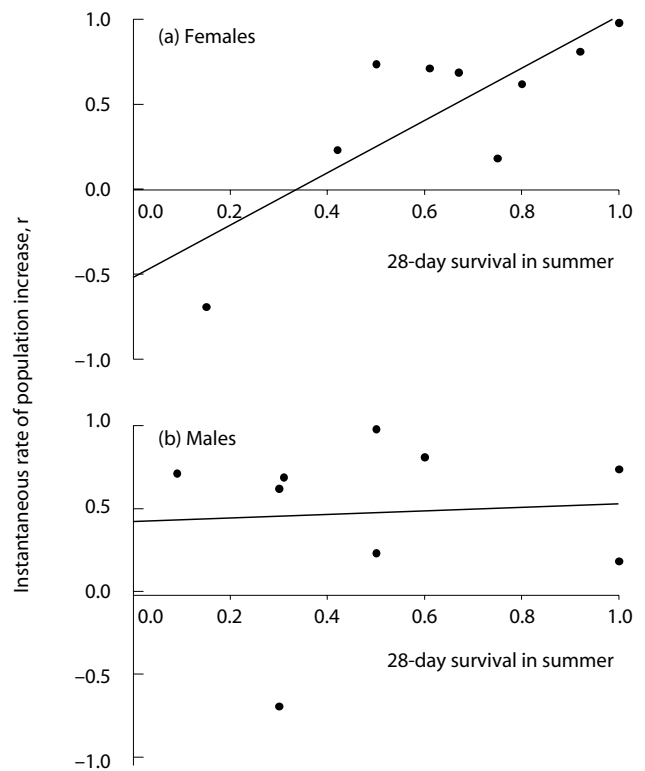 Instantaneous rate of population increase, r
(a) Females
1.0
0.5
0.0
−0.5
−1.0
0.0 0.2 0.4 0.6 0.8 1.0
28-day survival in summer
(b) Males
1.0
0.5
0.0
−0.5
−1.0
0.0 0.2 0.4 0.6 0.8 1.0
28-day survival in summer